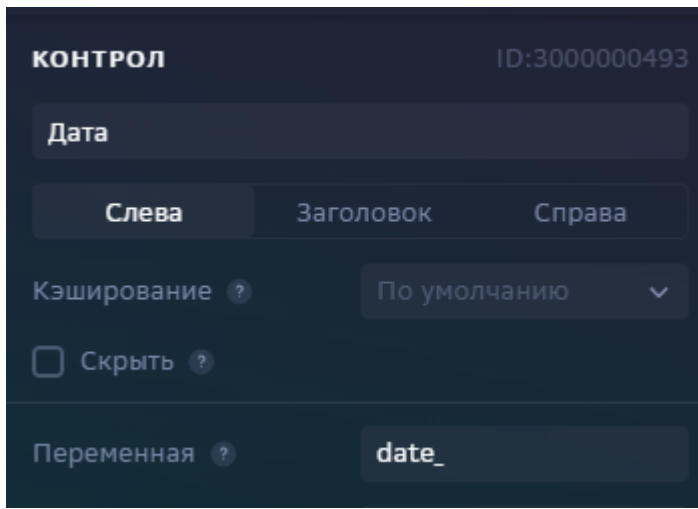 КОНТРОЛ ID:3000000493
Дата
Слева Заголовок Справа
Кэширование ? По умолчанию
Скрыть ?
Переменная ? date_